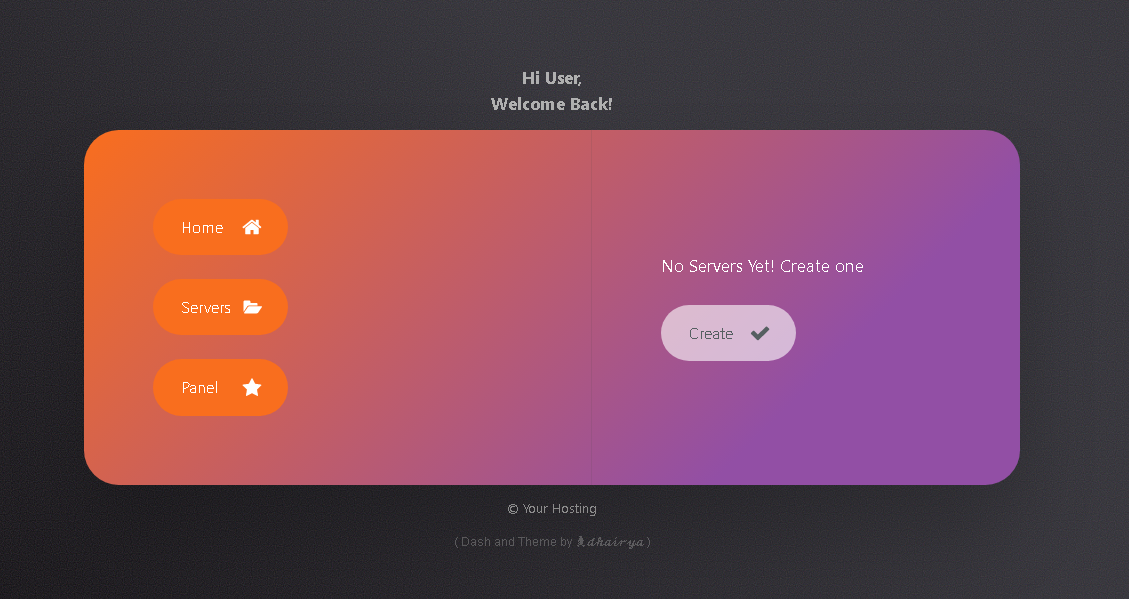 Hi User,
Welcome Back!
Home
Servers
Panel
No Servers Yet! Create one
Create
© Your Hosting
( Dash and Theme by dhairya )